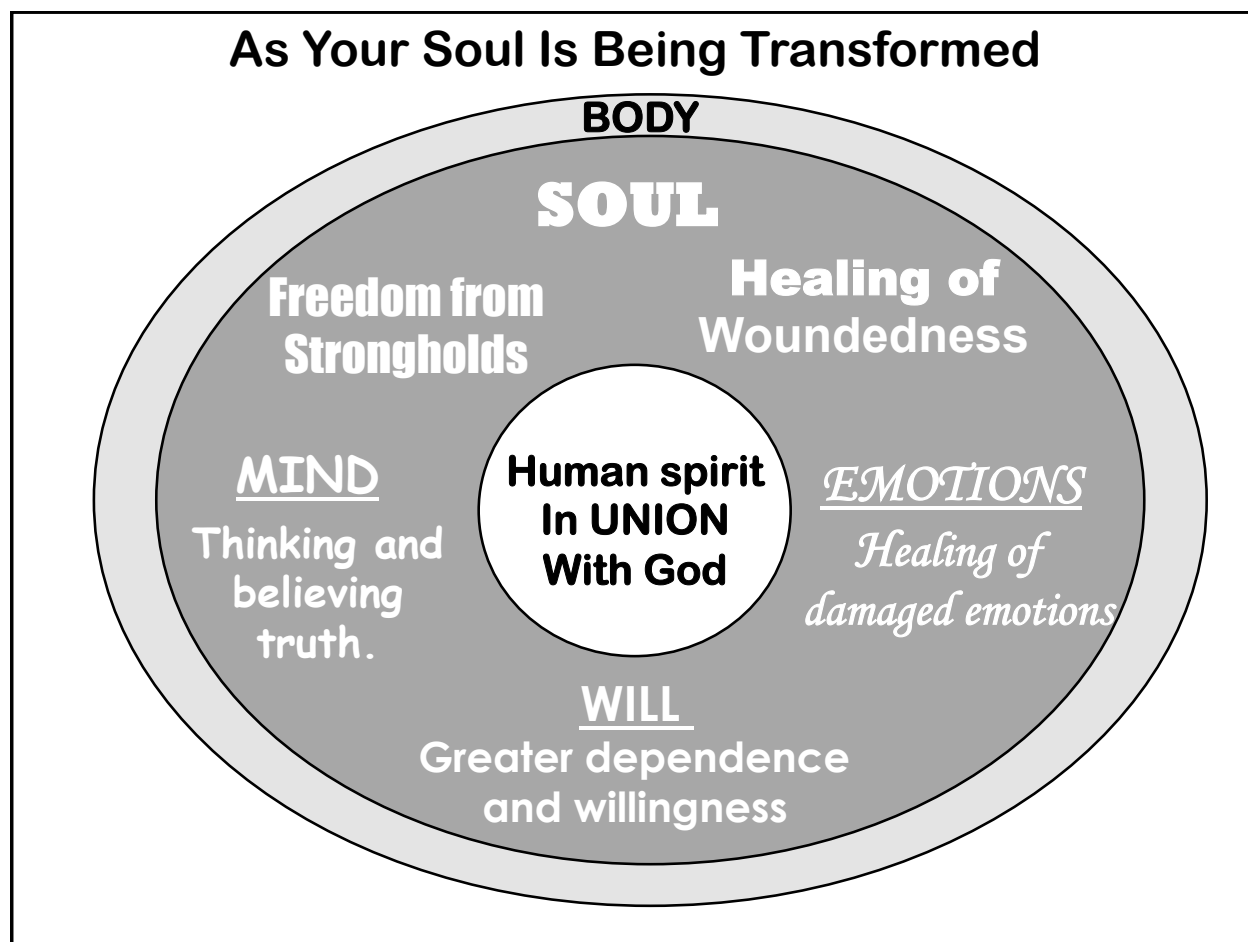 As Your Soul Is Being Transformed
BODY
SOUL
Freedom from
Strongholds
Healing of
Woundedness
MIND
Thinking and
believing
truth.
Human spirit
In UNION
With God
EMOTIONS
Healing of
damaged emotions
WILL
Greater dependence
and willingness